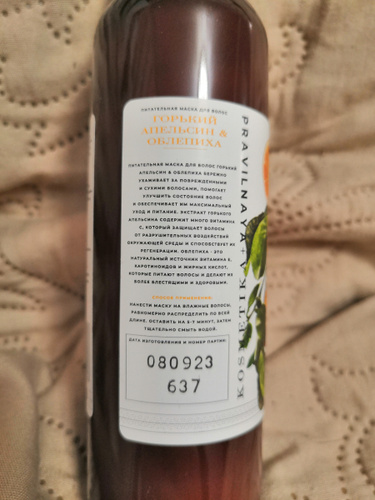 ПИТАТЕЛЬНАЯ МАСКА ДЛЯ ВОЛОС
ГОРЬКИЙ
АПЕЛЬСИН &
ОБЛЕПИХА
ПИТАТЕЛЬНАЯ МАСКА ДЛЯ ВОЛОС ГОРЬКИЙ
АПЕЛЬСИН & ОБЛЕПИХА БЕРЕЖНО
УХАЖИВАЕТ ЗА ПОВРЕЖДЕННЫМИ
И СУХИМИ ВОЛОСАМИ, ПОМОГАЕТ
УЛУЧШИТЬ СОСТОЯНИЕ ВОЛОС
И ОБЕСПЕЧИВАЕТ ИМ МАКСИМАЛЬНЫЙ
УХОД И ПИТАНИЕ. ЭКСТРАКТ ГОРЬКОГО
АПЕЛЬСИНА СОДЕРЖИТ МНОГО ВИТАМИНА
С, КОТОРЫЙ ЗАЩИЩАЕТ ВОЛОСЫ
ОТ РАЗРУШИТЕЛЬНЫХ ВОЗДЕЙСТВИЙ
ОКРУЖАЮЩЕЙ СРЕДЫ И СПОСОБСТВУЕТ ИХ
РЕГЕНЕРАЦИИ. ОБЛЕПИХА - ЭТО
НАТУРАЛЬНЫЙ ИСТОЧНИК ВИТАМИНА Е,
КАРОТИНОИДОВ И ЖИРНЫХ КИСЛОТ,
КОТОРЫЕ ПИТАЮТ ВОЛОСЫ И ДЕЛАЮТ ИХ
БОЛЕЕ БЛЕСТЯЩИМИ И ЗДОРОВЫМИ.
СПОСОБ ПРИМЕНЕНИЯ:
НАНЕСТИ МАСКУ НА ВЛАЖНЫЕ ВОЛОСЫ,
РАВНОМЕРНО РАСПРЕДЕЛИТЬ ПО ВСЕЙ
ДЛИНЕ. ОСТАВИТЬ НА 5-7 МИНУТ, ЗАТЕМ
ТЩАТЕЛЬНО СМЫТЬ ВОДОЙ.
ДАТА ИЗГОТОВЛЕНИЯ И НОМЕР ПАРТИИ:
080923
637
PRAVILNAYA
KOSMETIKA